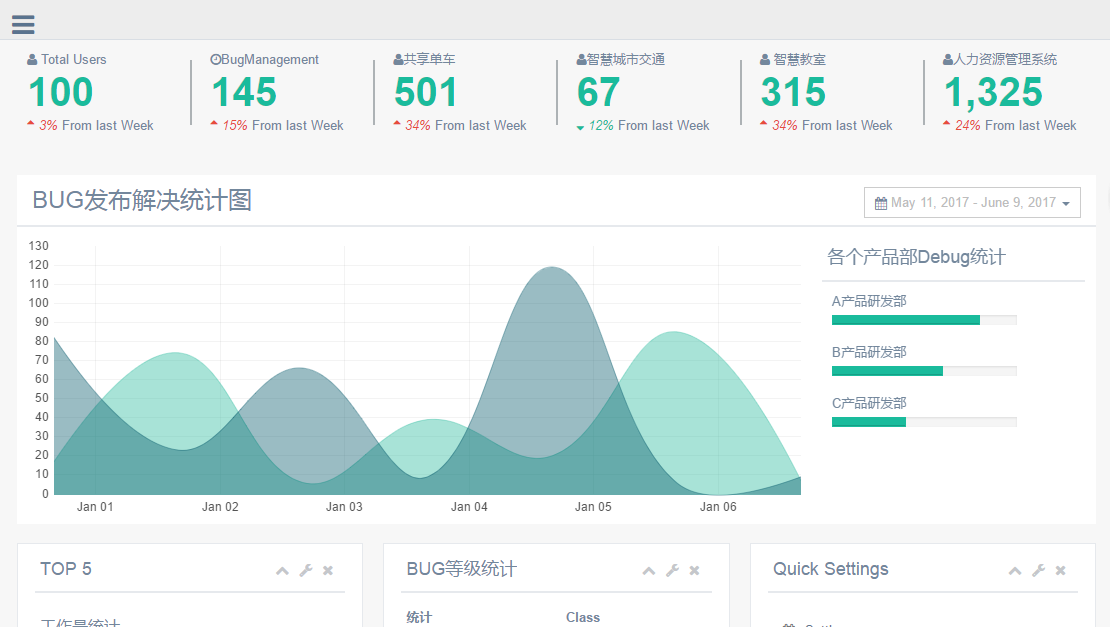 Total Users
100
3% From last Week
BugManagement
145
15% From last Week
共享单车
501
34% From last Week
智慧城市交通
67
12% From last Week
智慧教室
315
34% From last Week
人力资源管理系统
1,325
24% From last Week
BUG发布解决统计图
May 11, 2017 - June 9, 2017
130
120
110
100
90
80
70
60
50
40
30
20
10
0
Jan 01 Jan 02 Jan 03 Jan 04 Jan 05 Jan 06
各个产品部Debug统计
A产品研发部
B产品研发部
C产品研发部
TOP 5
工作量统计
BUG等级统计
统计 Class
Quick Settings